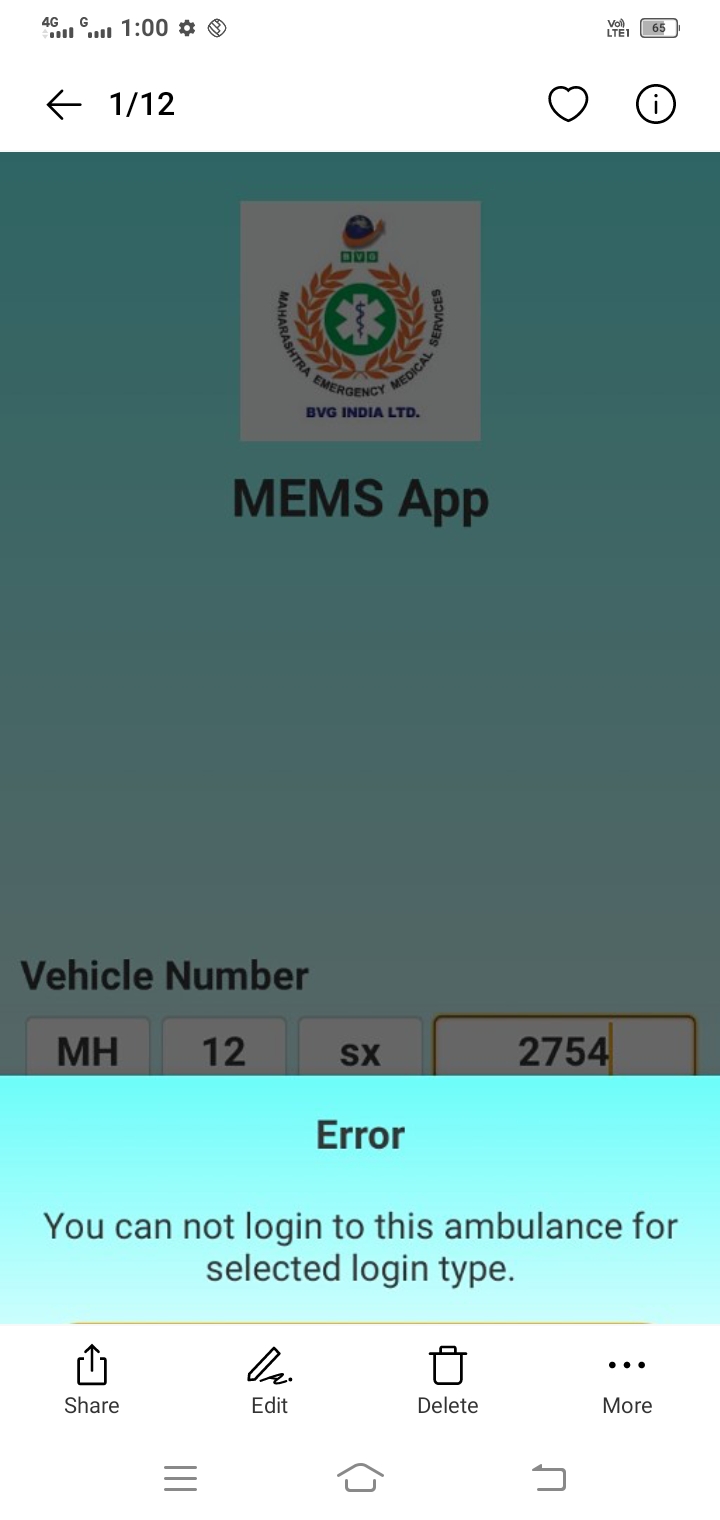 4G G 1:00 Vo) LTE1 65
1/12
BVG
MAHARASHTRA EMERGENCY MEDICAL SERVICES
BVG INDIA LTD.
MEMS App
Vehicle Number
MH 12 sx 2754
Error
You can not login to this ambulance for
selected login type.
Share Edit Delete More